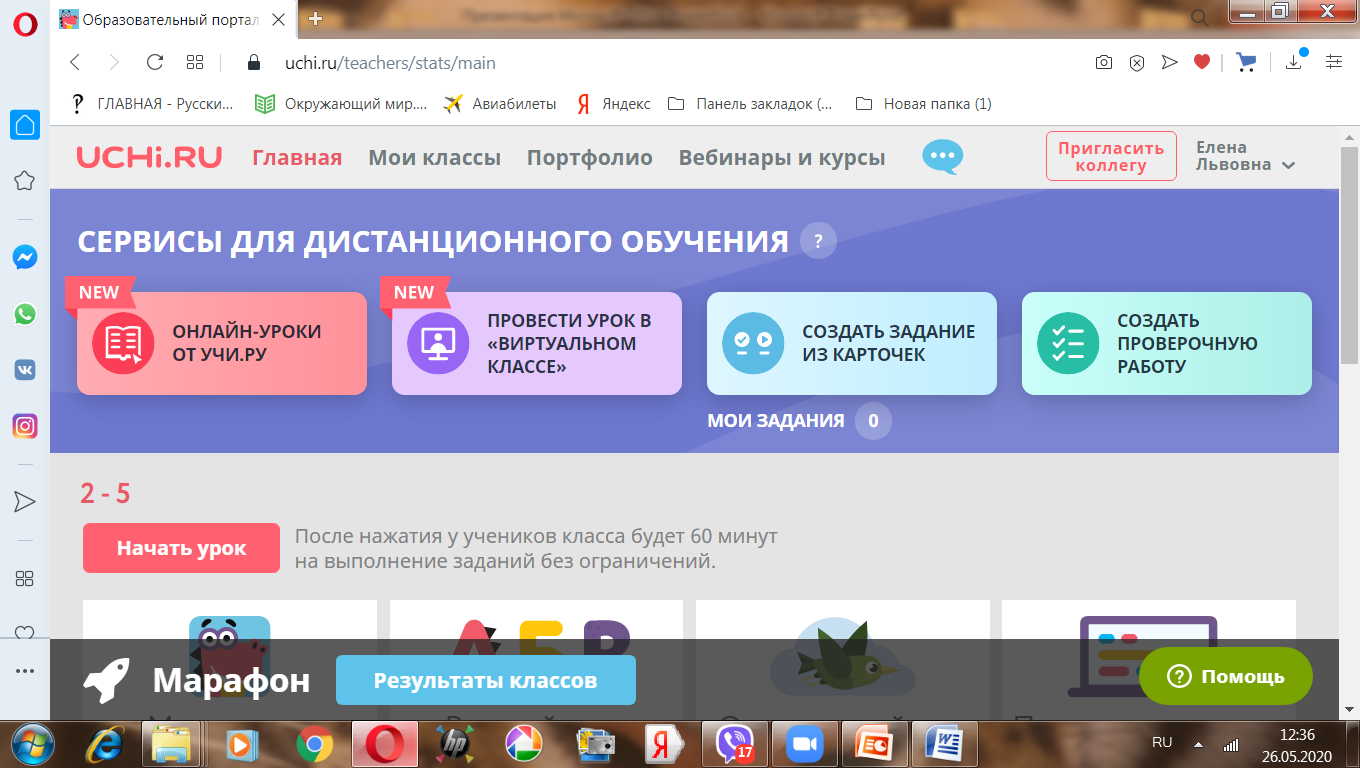 Образовательный портал
uchi.ru/teachers/stats/main
ГЛАВНАЯ - Русски...
Окружающий мир....
Авиабилеты
Яндекс
Панель закладок (...
Новая папка (1)
UCHi.RU
Главная
Мои классы
Портфолио
Вебинары и курсы
Пригласить
коллегу
Елена
Львовна
СЕРВИСЫ ДЛЯ ДИСТАНЦИОННОГО ОБУЧЕНИЯ ?
NEW
ОНЛАЙН-УРОКИ
ОТ УЧИ.РУ
NEW
ПРОВЕСТИ УРОК В
«ВИРТУАЛЬНОМ
КЛАССЕ»
СОЗДАТЬ ЗАДАНИЕ
ИЗ КАРТОЧЕК
СОЗДАТЬ
ПРОВЕРОЧНУЮ
РАБОТУ
МОИ ЗАДАНИЯ 0
2 - 5
Начать урок
После нажатия у учеников класса будет 60 минут
на выполнение заданий без ограничений.
АБВ
Марафон
Результаты классов
Помощь
17
RU
12:36
26.05.2020